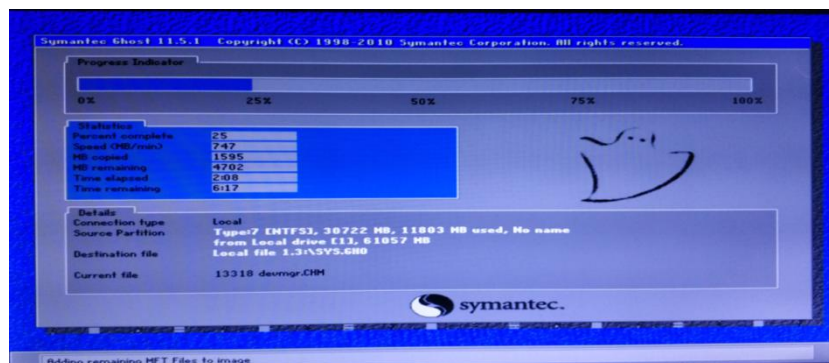 Symantec Ghost 11.5.1 Copyright (C) 1998-2010 Symantec Corporation. All rights reserved.
Progress Indicator
0% 25% 50% 75% 100%
Statistics
Percent complete 25
Speed (MB/min) 747
MB copied 1595
MB remaining 4702
Time elapsed 2:08
Time remaining 6:17
Details
Connection type Local
Source Partition Type:7 [NTFS], 30722 MB, 11803 MB used, No name
from Local drive [1], 61057 MB
Destination file Local file 1.3:\SYS.GHO
Current file 13318 devmgr.CHM
symantec.
Adding remaining MFT Files to image